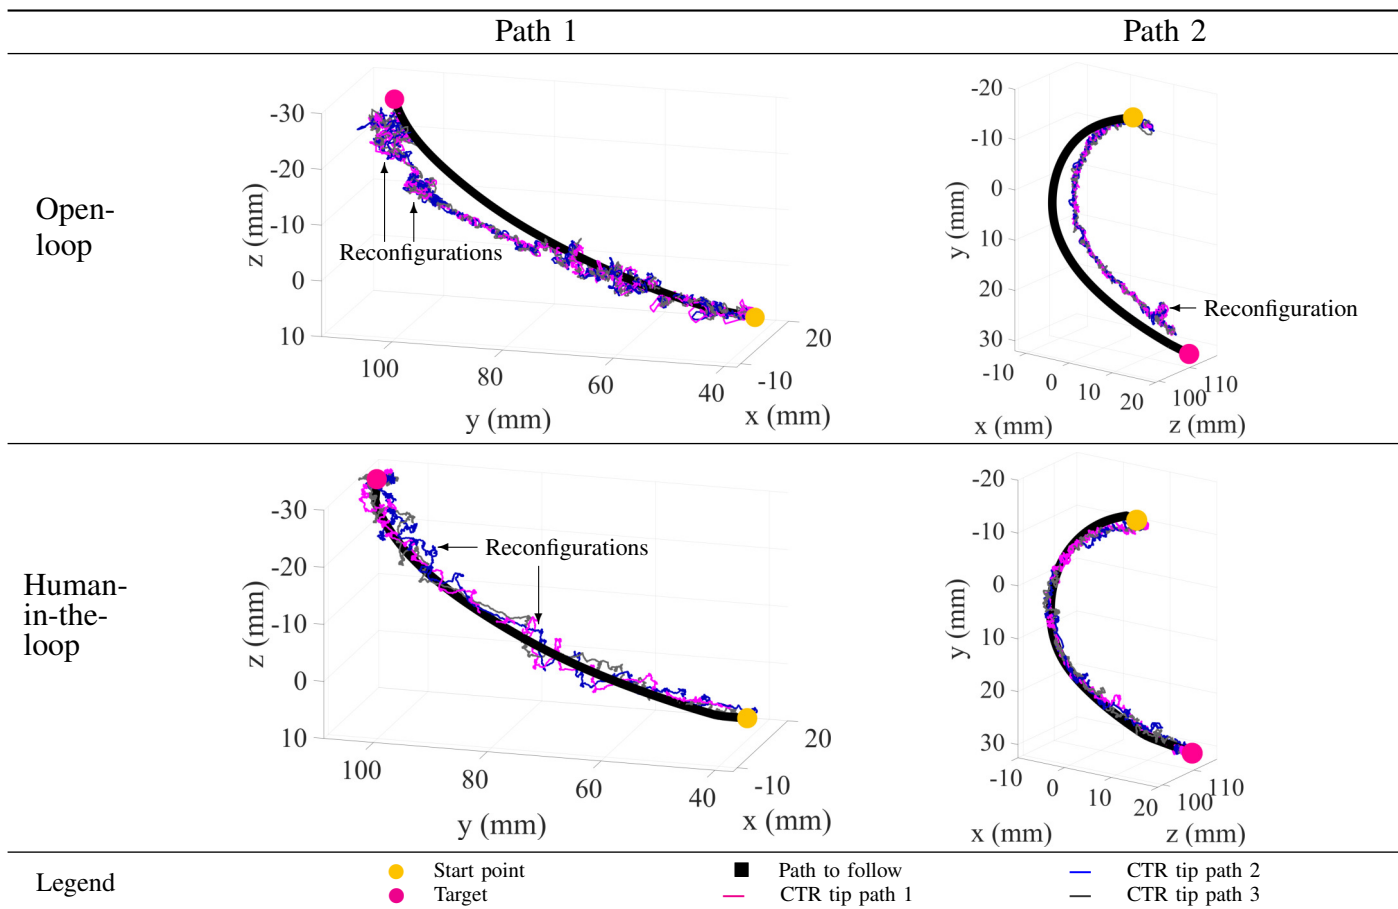 Path 1 Path 2
Open-
loop
-30
-20
-10
0
10
z (mm)
100 80 60 40
y (mm)
-10 20
x (mm)
Reconfigurations
-20
-10
0
10
20
30
y (mm)
-10 0 10 20
x (mm)
100 110
z (mm)
Reconfiguration
Human-
in-the-
loop
-30
-20
-10
0
10
z (mm)
100 80 60 40
y (mm)
-10 20
x (mm)
Reconfigurations
-20
-10
0
10
20
30
y (mm)
-10 0 10 20
x (mm)
100 110
z (mm)
Legend
Start point Path to follow CTR tip path 2
Target CTR tip path 1 CTR tip path 3